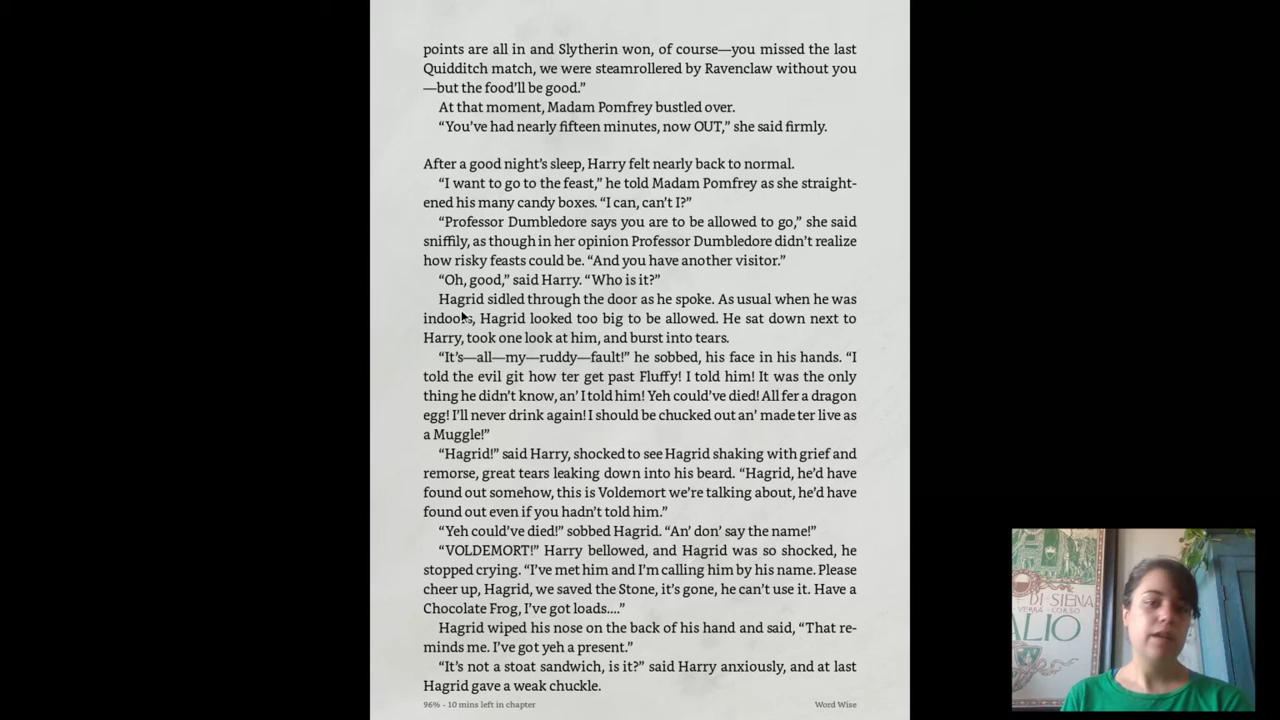 points are all in and Slytherin won, of course—you missed the last
Quidditch match, we were steamrollered by Ravenclaw without you
—but the food'll be good.”
At that moment, Madam Pomfrey bustled over.
“You've had nearly fifteen minutes, now OUT,” she said firmly.
After a good night's sleep, Harry felt nearly back to normal.
“I want to go to the feast,” he told Madam Pomfrey as she straight-
ened his many candy boxes. “I can, can't I?”
“Professor Dumbledore says you are to be allowed to go,” she said
sniffily, as though in her opinion Professor Dumbledore didn't realize
how risky feasts could be. “And you have another visitor.”
“Oh, good,” said Harry. “Who is it?”
Hagrid sidled through the door as he spoke. As usual when he was
indoors, Hagrid looked too big to be allowed. He sat down next to
Harry, took one look at him, and burst into tears.
“It's—all—my—ruddy—fault!” he sobbed, his face in his hands. “I
told the evil git how ter get past Fluffy! I told him! It was the only
thing he didn't know, an' I told him! Yeh could've died! All fer a dragon
egg! I'll never drink again! I should be chucked out an' made ter live as
a Muggle!”
“Hagrid!” said Harry, shocked to see Hagrid shaking with grief and
remorse, great tears leaking down into his beard. “Hagrid, he'd have
found out somehow, this is Voldemort we're talking about, he'd have
found out even if you hadn't told him.”
“Yeh could've died!” sobbed Hagrid. “An' don' say the name!”
“VOLDEMORT!” Harry bellowed, and Hagrid was so shocked, he
stopped crying. “I've met him and I'm calling him by his name. Please
cheer up, Hagrid, we saved the Stone, it's gone, he can't use it. Have a
Chocolate Frog, I've got loads....”
Hagrid wiped his nose on the back of his hand and said, “That re-
minds me. I've got yeh a present.”
“It's not a stoat sandwich, is it?” said Harry anxiously, and at last
Hagrid gave a weak chuckle.
96% - 10 mins left in chapter
Word Wise
DI SIENA
TERRA CORSO
ALIO